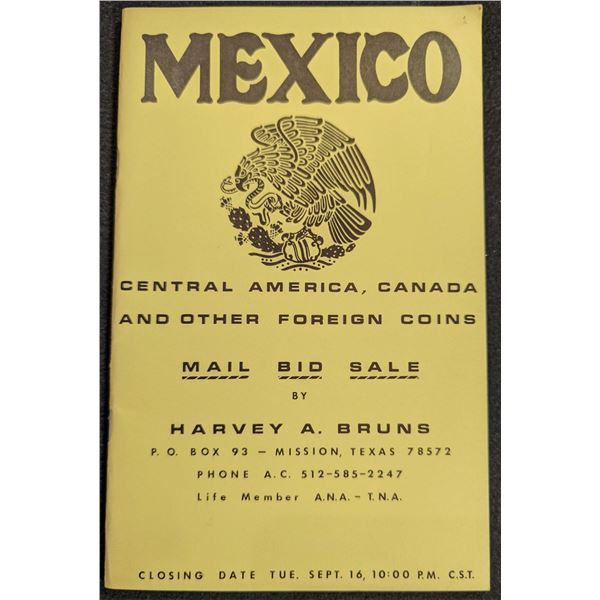 MEXICO
CENTRAL AMERICA, CANADA
AND OTHER FOREIGN COINS
MAIL BID SALE
BY
HARVEY A. BRUNS
P. O. BOX 93 — MISSION, TEXAS 78572
PHONE A.C. 512-585-2247
Life Member A.N.A. - T.N.A.
CLOSING DATE TUE. SEPT. 16, 10:00 P.M. C.S.T.